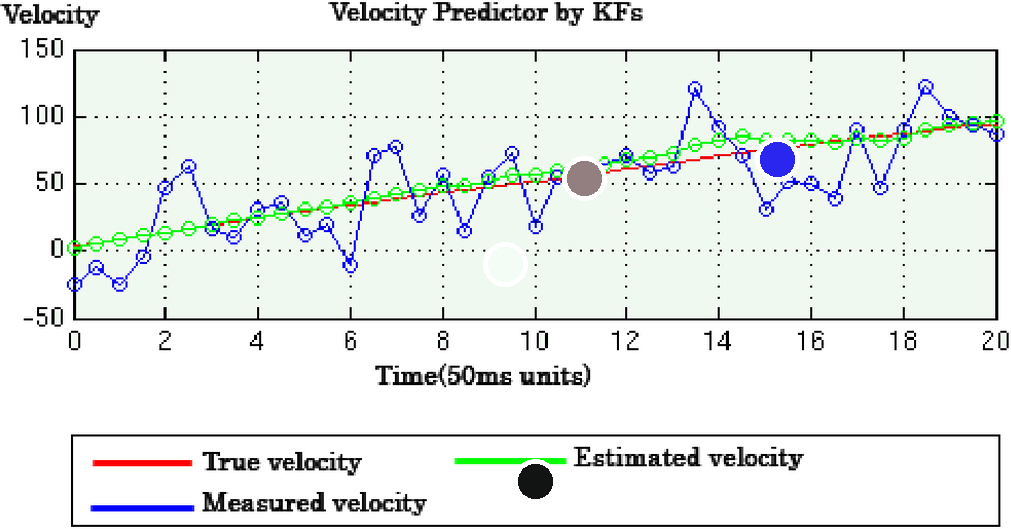 Velocity Velocity Predictor by KFs
150
100
50
0
-50
0 2 4 6 8 10 12 14 16 18 20
Time(50ms units)
True velocity Estimated velocity
Measured velocity